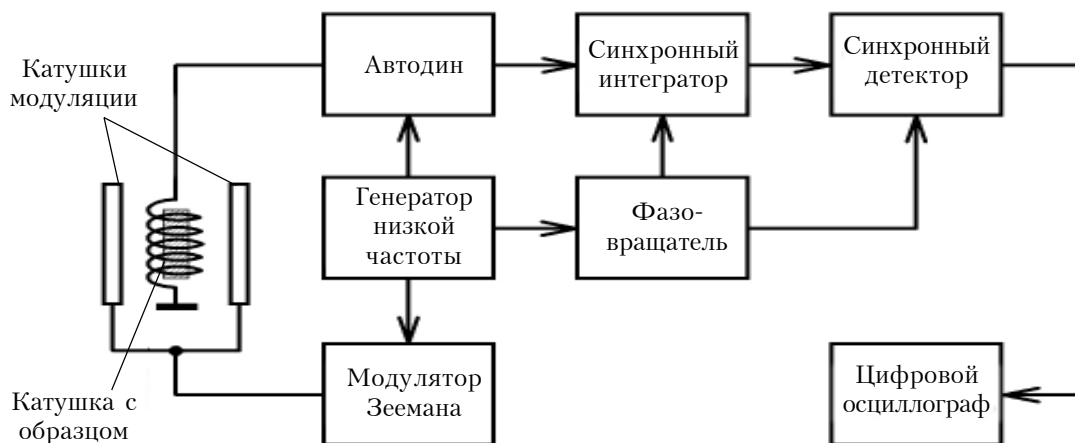 Катушки
модуляции
Автодин
Синхронный
интегратор
Синхронный
детектор
Генератор
низкой
частоты
Фазо-
вращатель
Катушка с
образцом
Модулятор
Зеемана
Цифровой
осциллограф